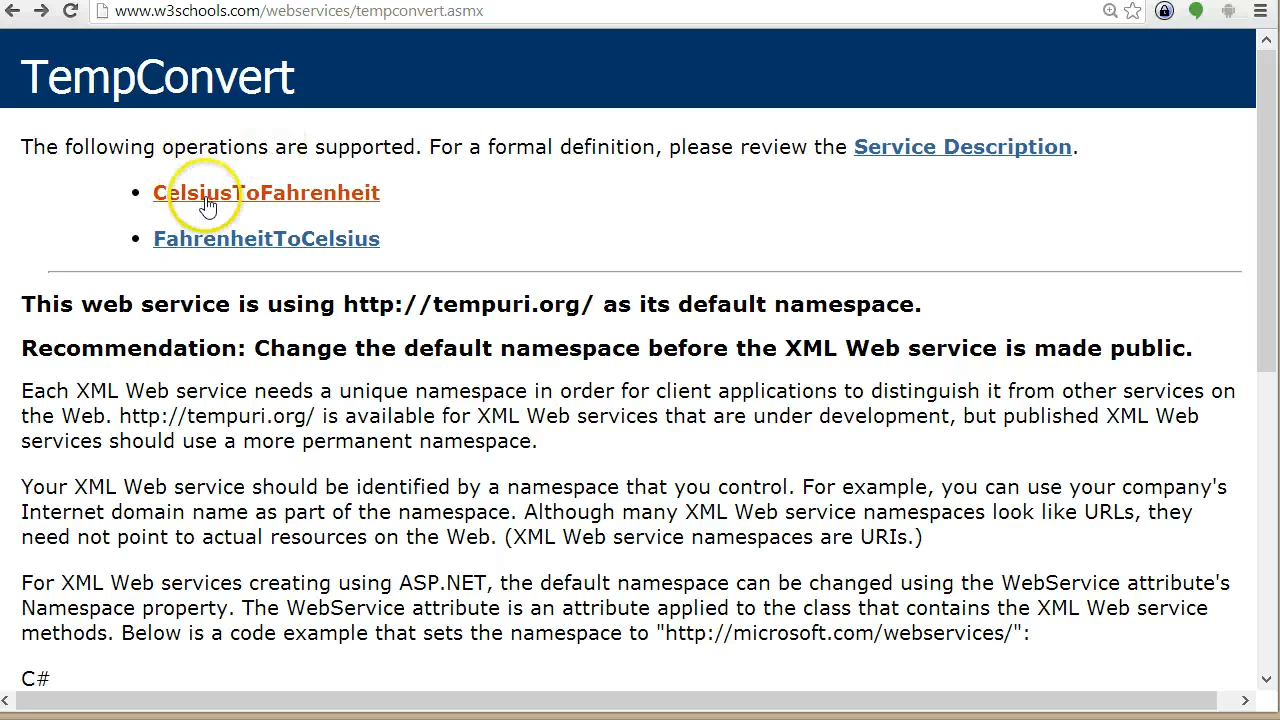 www.w3schools.com/webservices/tempconvert.asmx
TempConvert
The following operations are supported. For a formal definition, please review the Service Description.
• CelsiusToFahrenheit
• FahrenheitToCelsius
This web service is using http://tempuri.org/ as its default namespace.
Recommendation: Change the default namespace before the XML Web service is made public.
Each XML Web service needs a unique namespace in order for client applications to distinguish it from other services on
the Web. http://tempuri.org/ is available for XML Web services that are under development, but published XML Web
services should use a more permanent namespace.
Your XML Web service should be identified by a namespace that you control. For example, you can use your company's
Internet domain name as part of the namespace. Although many XML Web service namespaces look like URLs, they
need not point to actual resources on the Web. (XML Web service namespaces are URIs.)
For XML Web services creating using ASP.NET, the default namespace can be changed using the WebService attribute's
Namespace property. The WebService attribute is an attribute applied to the class that contains the XML Web service
methods. Below is a code example that sets the namespace to "http://microsoft.com/webservices/":
C#